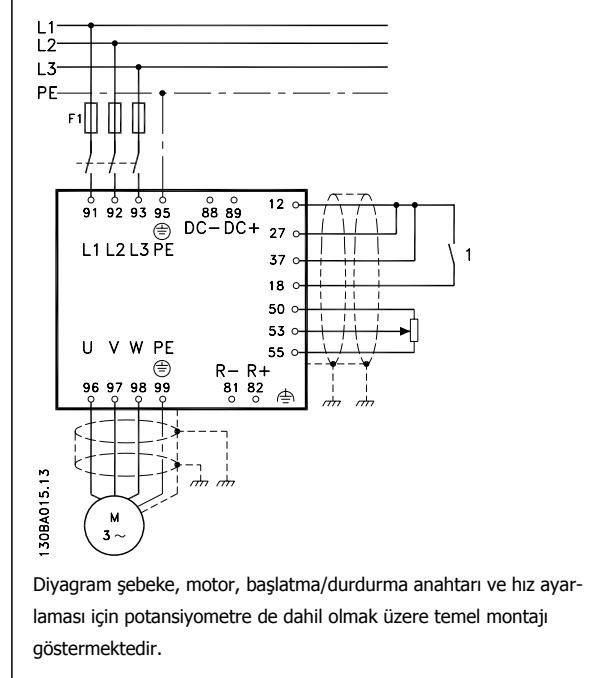 L1
L2
L3
PE
F1
91 92 93 95 88 89
DC− DC+
L1 L2 L3 PE
12
27
37
18
50
53
55
1
U V W PE
R− R+
96 97 98 99 81 82
M
3 ~
130BA015.13
Diyagram şebeke, motor, başlatma/durdurma anahtarı ve hız ayar-
laması için potansiyometre de dahil olmak üzere temel montajı
göstermektedir.